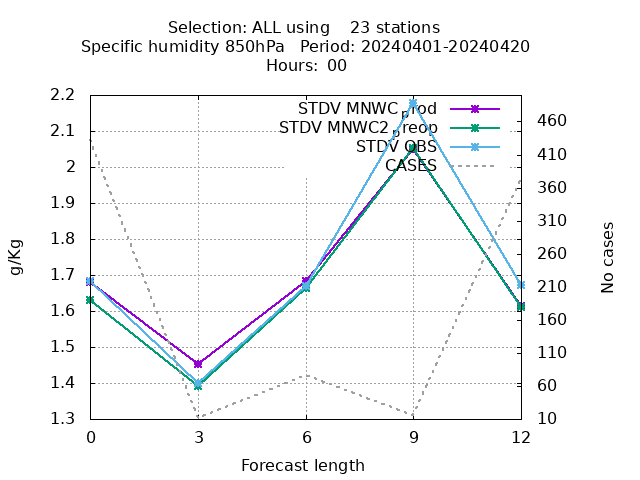 Selection: ALL using    23 stations
Specific humidity 850hPa   Period: 20240401-20240420
Hours: 00
STDV MNWC_prod
STDV MNWC2_preop
STDV OBS
CASES
g/Kg
2.2
2.1
2
1.9
1.8
1.7
1.6
1.5
1.4
1.3
460
410
360
310
260
210
160
110
60
10
No cases
0 3 6 9 12
Forecast length